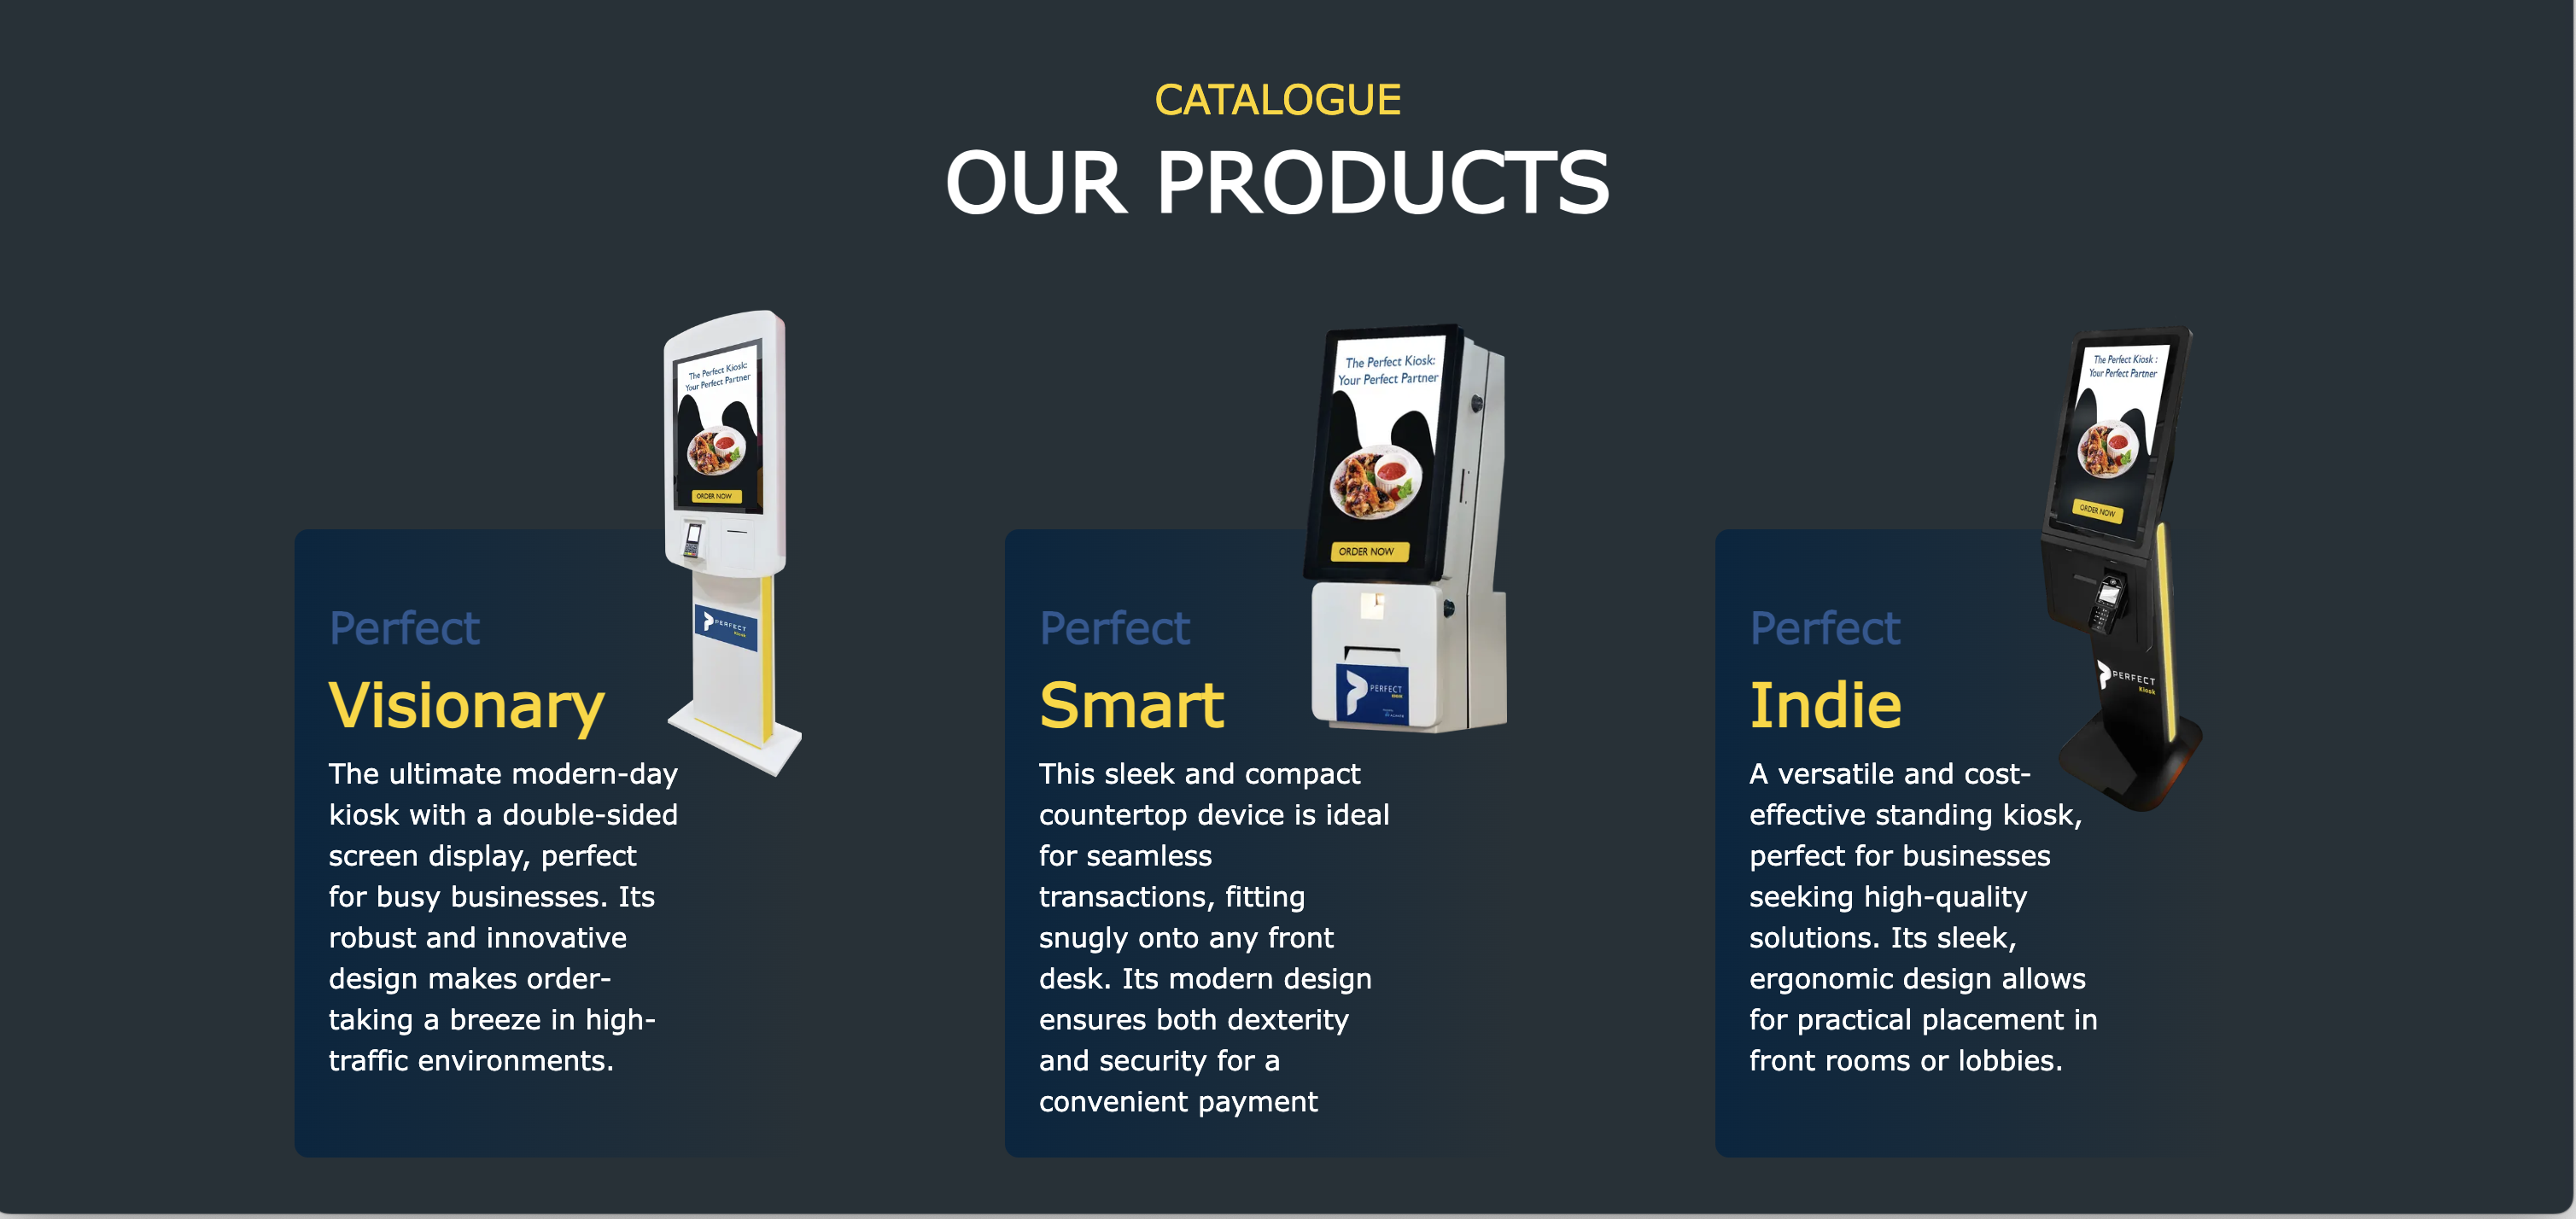 CATALOGUE
OUR PRODUCTS
The Perfect Kiosk:
Your Perfect Partner
ORDER NOW
PERFECT
Kiosk
Perfect
Visionary
The ultimate modern-day
kiosk with a double-sided
screen display, perfect
for busy businesses. Its
robust and innovative
design makes order-
taking a breeze in high-
traffic environments.
The Perfect Kiosk:
Your Perfect Partner
ORDER NOW
PERFECT
Perfect
Smart
This sleek and compact
countertop device is ideal
for seamless
transactions, fitting
snugly onto any front
desk. Its modern design
ensures both dexterity
and security for a
convenient payment
The Perfect Kiosk :
Your Perfect Partner
ORDER NOW
PERFECT
Kiosk
Perfect
Indie
A versatile and cost-
effective standing kiosk,
perfect for businesses
seeking high-quality
solutions. Its sleek,
ergonomic design allows
for practical placement in
front rooms or lobbies.